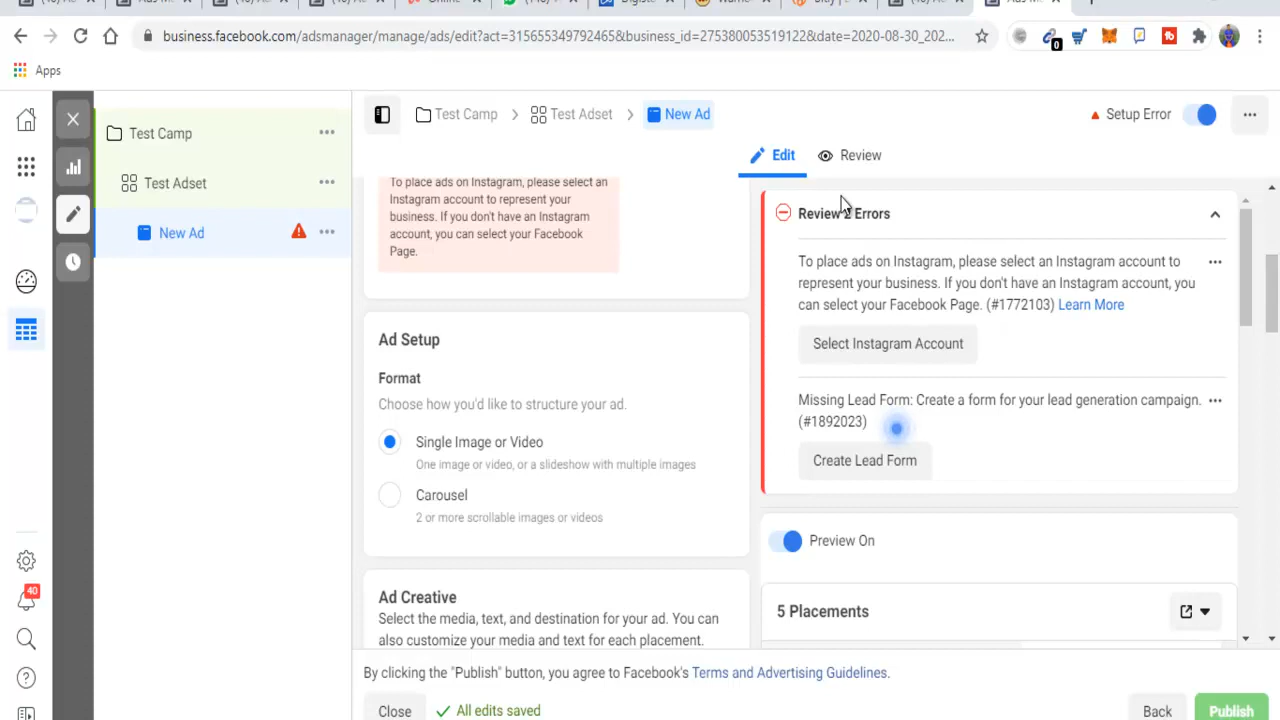 business.facebook.com/adsmanager/manage/ads/edit?act=315655349792465&business_id=275380053519122&date=2020-08-30_202...
0
Apps
Test Camp
Test Adset
New Ad
40
Test Camp
Test Adset
New Ad
Setup Error
Edit
Review
To place ads on Instagram, please select an
Instagram account to represent your
business. If you don't have an Instagram
account, you can select your Facebook
Page.
Ad Setup
Format
Choose how you'd like to structure your ad.
Single Image or Video
One image or video, or a slideshow with multiple images
Carousel
2 or more scrollable images or videos
Ad Creative
Select the media, text, and destination for your ad. You can
also customize your media and text for each placement.
Review 2 Errors
To place ads on Instagram, please select an Instagram account to
represent your business. If you don't have an Instagram account, you
can select your Facebook Page. (#1772103) Learn More
Select Instagram Account
Missing Lead Form: Create a form for your lead generation campaign.
(#1892023)
Create Lead Form
Preview On
5 Placements
By clicking the "Publish" button, you agree to Facebook's Terms and Advertising Guidelines.
Close
All edits saved
Back
Publish